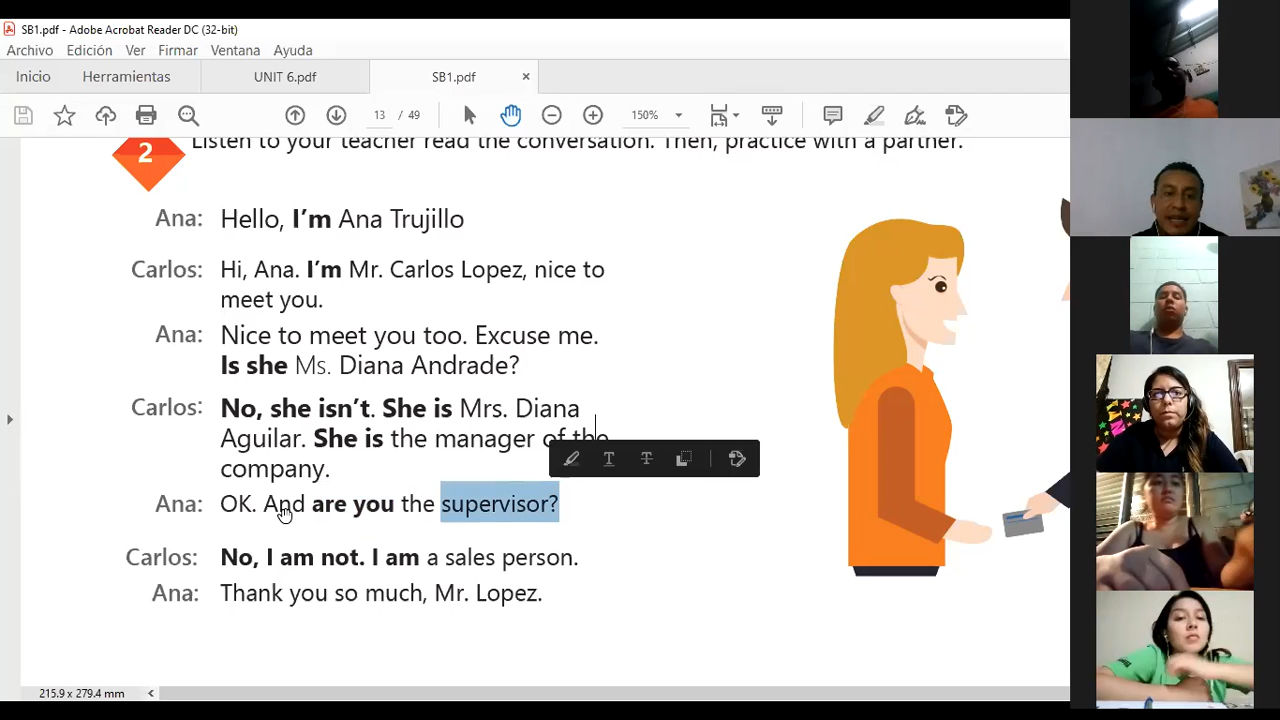 SB1.pdf - Adobe Acrobat Reader DC (32-bit)
Archivo Edición Ver Firmar Ventana Ayuda
Inicio Herramientas UNIT 6.pdf SB1.pdf ×
13 / 49 150%
2 Listen to your teacher read the conversation. Then, practice with a partner.
Ana: Hello, I'm Ana Trujillo
Carlos: Hi, Ana. I'm Mr. Carlos Lopez, nice to
meet you.
Ana: Nice to meet you too. Excuse me.
Is she Ms. Diana Andrade?
Carlos: No, she isn't. She is Mrs. Diana
Aguilar. She is the manager of the
company.
Ana: OK. And are you the supervisor?
Carlos: No, I am not. I am a sales person.
Ana: Thank you so much, Mr. Lopez.
215.9 x 279.4 mm